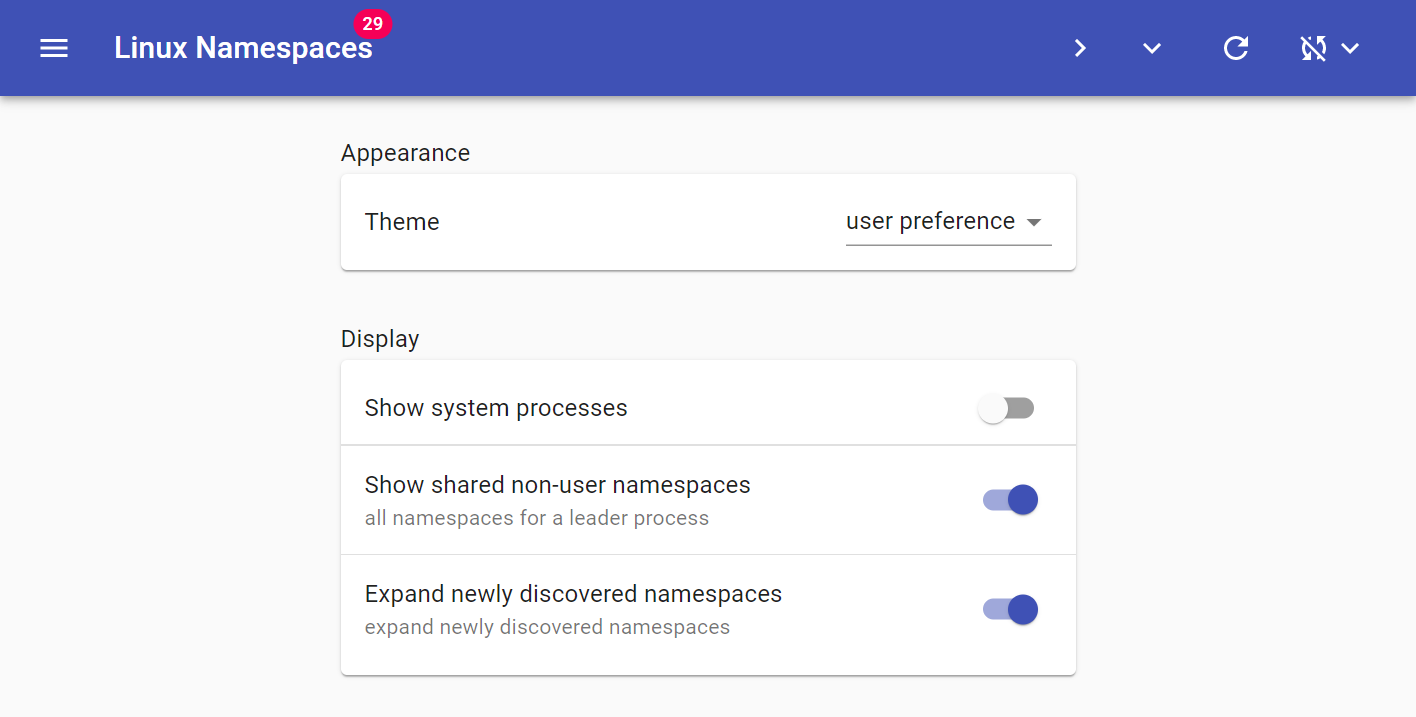 29
Linux Namespaces
Appearance
Theme
user preference
Display
Show system processes
Show shared non-user namespaces
all namespaces for a leader process
Expand newly discovered namespaces
expand newly discovered namespaces